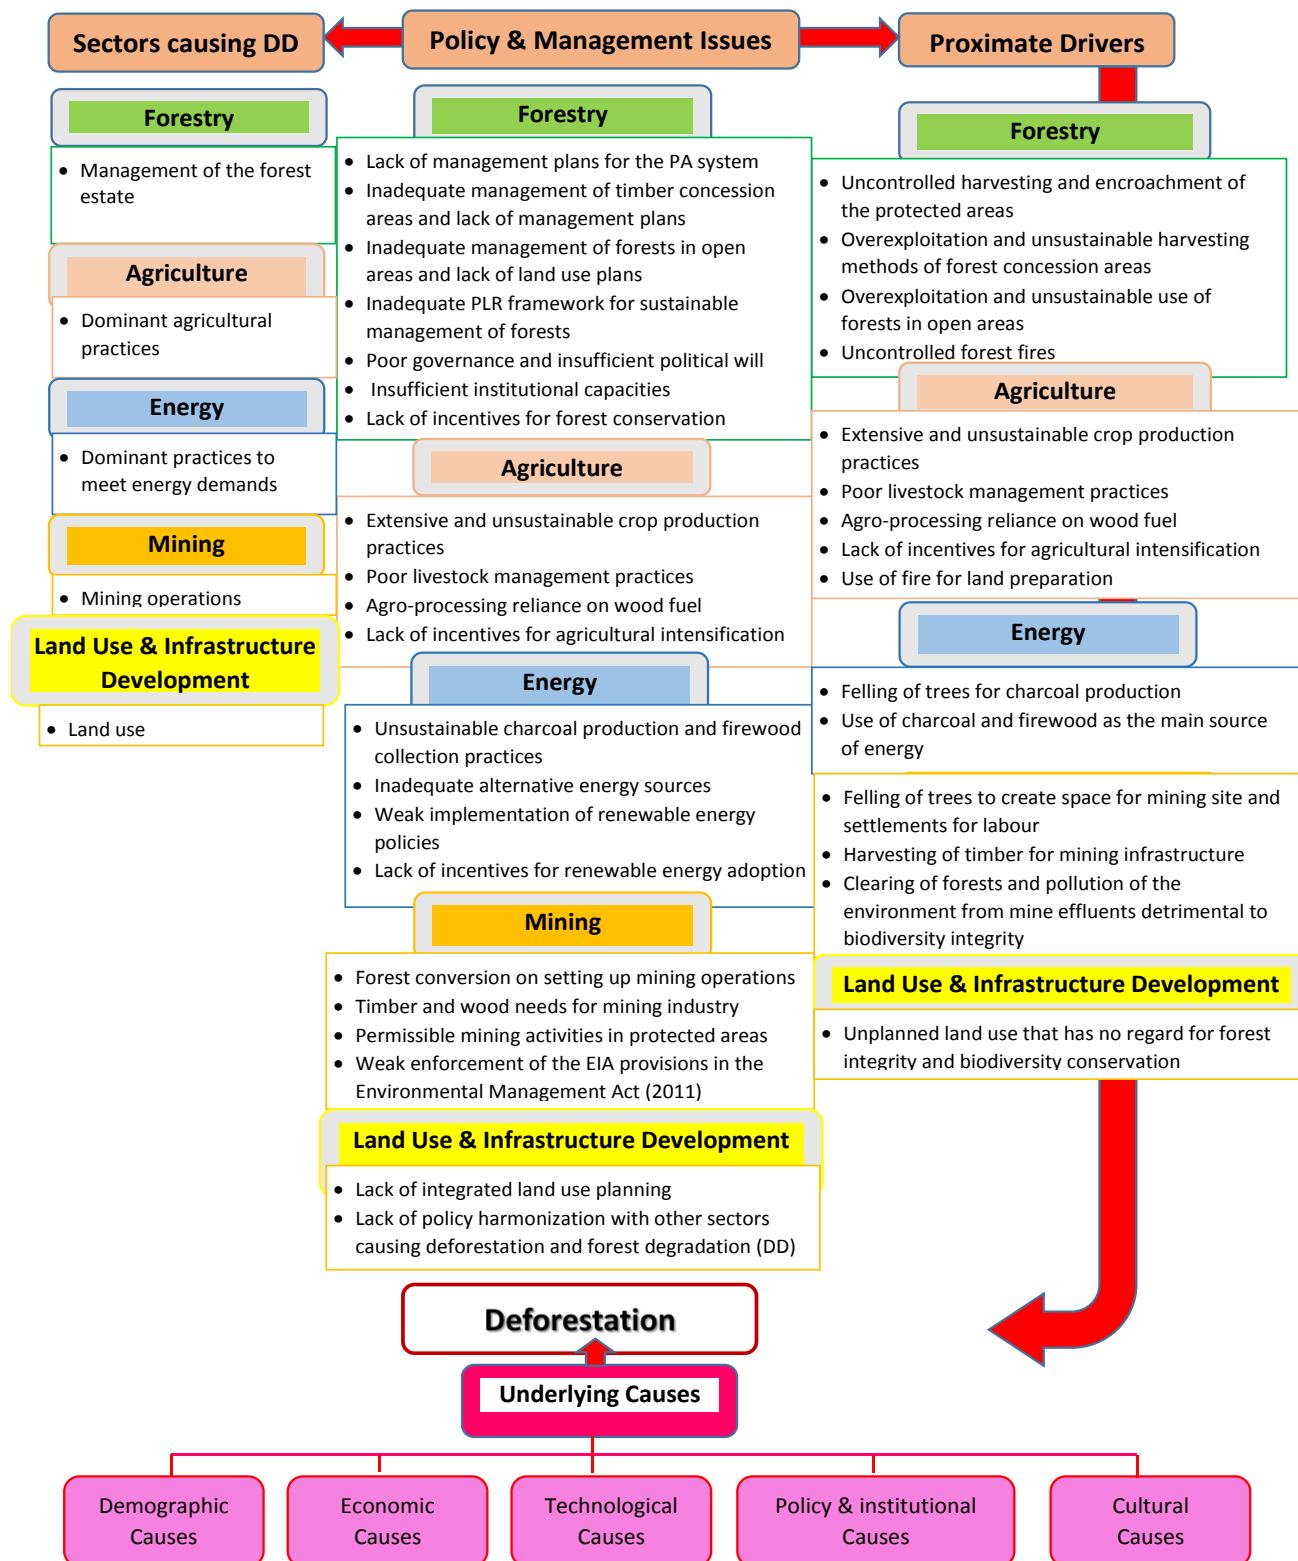 Sectors causing DD
Policy & Management Issues
Proximate Drivers
Forestry
• Management of the forest
estate
Agriculture
• Dominant agricultural
practices
Energy
• Dominant practices to
meet energy demands
Mining
• Mining operations
Land Use & Infrastructure
Development
• Land use
Forestry
• Lack of management plans for the PA system
• Inadequate management of timber concession
areas and lack of management plans
• Inadequate management of forests in open
areas and lack of land use plans
• Inadequate PLR framework for sustainable
management of forests
• Poor governance and insufficient political will
• Insufficient institutional capacities
• Lack of incentives for forest conservation
Agriculture
• Extensive and unsustainable crop production
practices
• Poor livestock management practices
• Agro-processing reliance on wood fuel
• Lack of incentives for agricultural intensification
Energy
• Unsustainable charcoal production and firewood
collection practices
• Inadequate alternative energy sources
• Weak implementation of renewable energy
policies
• Lack of incentives for renewable energy adoption
Mining
• Forest conversion on setting up mining operations
• Timber and wood needs for mining industry
• Permissible mining activities in protected areas
• Weak enforcement of the EIA provisions in the
Environmental Management Act (2011)
Land Use & Infrastructure Development
• Lack of integrated land use planning
• Lack of policy harmonization with other sectors
causing deforestation and forest degradation (DD)
Forestry
• Uncontrolled harvesting and encroachment of
the protected areas
• Overexploitation and unsustainable harvesting
methods of forest concession areas
• Overexploitation and unsustainable use of
forests in open areas
• Uncontrolled forest fires
Agriculture
• Extensive and unsustainable crop production
practices
• Poor livestock management practices
• Agro-processing reliance on wood fuel
• Lack of incentives for agricultural intensification
• Use of fire for land preparation
Energy
• Felling of trees for charcoal production
• Use of charcoal and firewood as the main source
of energy
• Felling of trees to create space for mining site and
settlements for labour
• Harvesting of timber for mining infrastructure
• Clearing of forests and pollution of the
environment from mine effluents detrimental to
biodiversity integrity
Land Use & Infrastructure Development
• Unplanned land use that has no regard for forest
integrity and biodiversity conservation
Deforestation
Underlying Causes
Demographic
Causes
Economic
Causes
Technological
Causes
Policy & institutional
Causes
Cultural
Causes